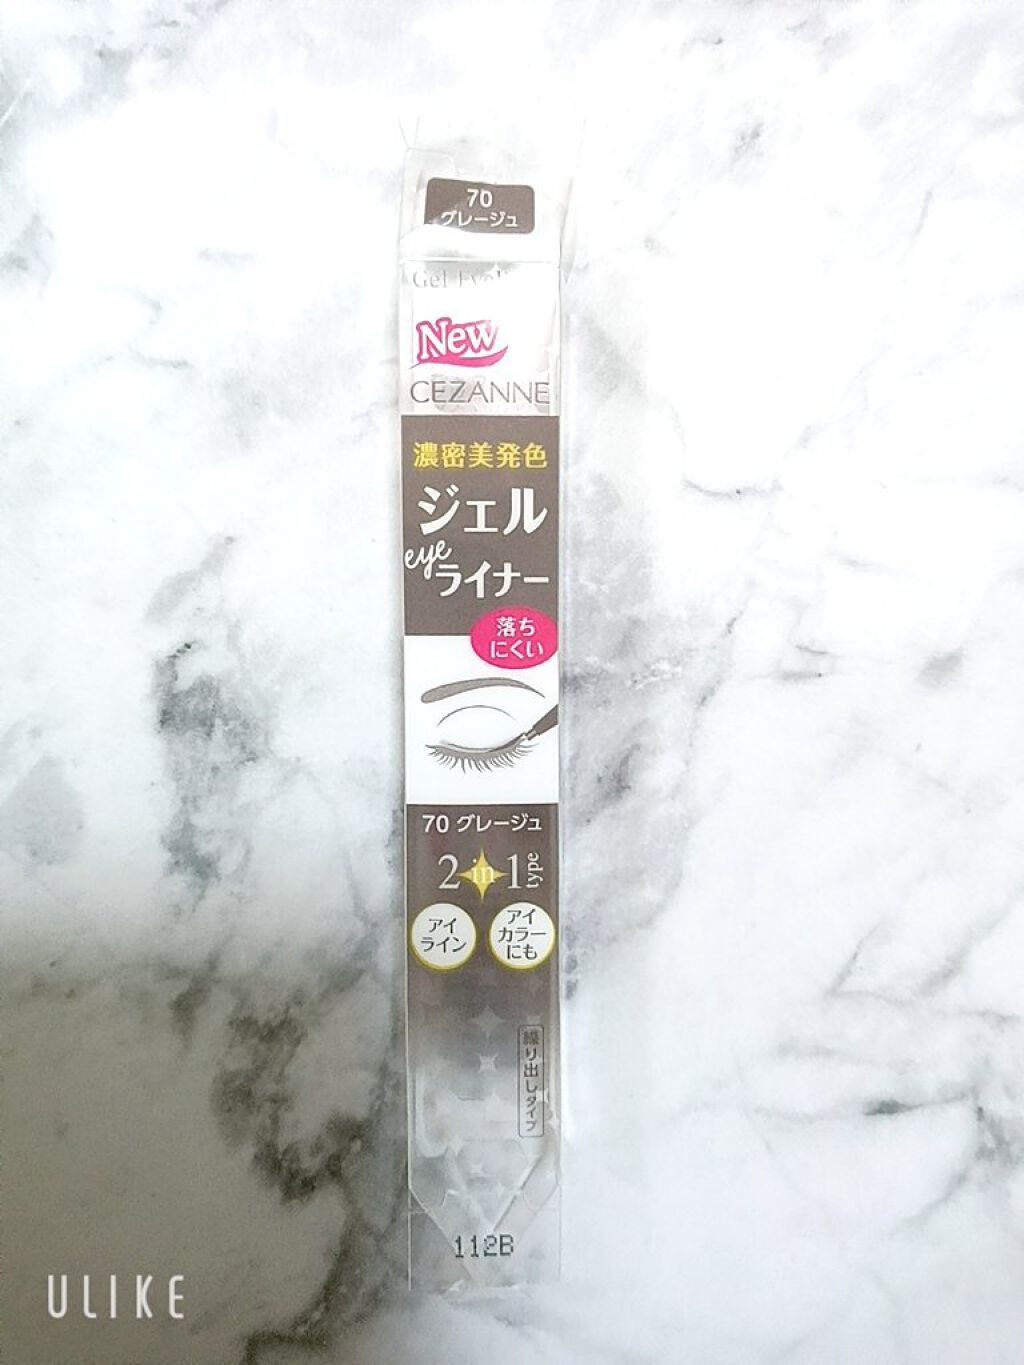 70
グレージュ
Gel Eyel
New
CEZANNE
濃密美発色
ジェル
eye
ライナー
落ち
にくい
70 グレージュ
2 in 1 type
アイ
ライン
アイ
カラー
にも
繰り出しタイプ
112B
ULIKE